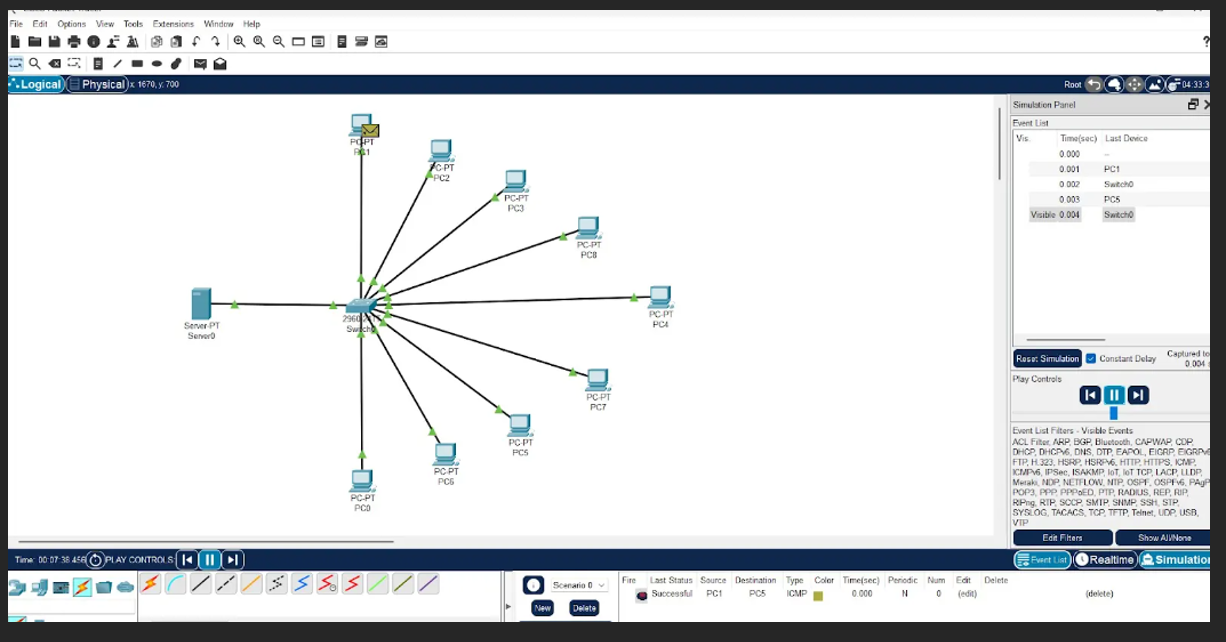 File Edit Options View Tools Extensions Window Help
?
Logical Physical x: 1670, y: 700 Root 04:33:3
Simulation Panel
Event List
Vis. Time(sec) Last Device
0.000 --
0.001 PC1
0.002 Switch0
0.003 PC5
Visible 0.004 Switch0
PC-PT
PC1
PC-PT
PC2
PC-PT
PC3
PC-PT
PC8
PC-PT
PC4
Server-PT
Server0
Switch0
PC-PT
PC7
PC-PT
PC5
PC-PT
PC6
PC-PT
PC0
Reset Simulation Constant Delay Captured to
0.004 s
Play Controls
Event List Filters - Visible Events
ACL Filter, ARP, BGP, Bluetooth, CAPWAP, CDP,
DHCP, DHCPv6, DNS, DTP, EAPOL, EIGRP, EIGRPv6
FTP, H.323, HSRP, HSRPv6, HTTP, HTTPS, ICMP,
ICMPv6, IPSec, ISAKMP, IoT, IoT TCP, LACP, LLDP,
Meraki, NDP, NETFLOW, NTP, OSPF, OSPFv6, PAgP
POP3, PPP, PPPoED, PTP, RADIUS, REP, RIP,
RIPng, RTP, SCCP, SMTP, SNMP, SSH, STP,
SYSLOG, TACACS, TCP, TFTP, Telnet, UDP, USB,
VTP
Edit Filters Show All/None
Time: 00:07:36.456 PLAY CONTROLS: Event List Realtime Simulation
Scenario 0
New Delete
Fire Last Status Source Destination Type Color Time(sec) Periodic Num Edit Delete
Successful PC1 PC5 ICMP 0.000 N 0 (edit) (delete)